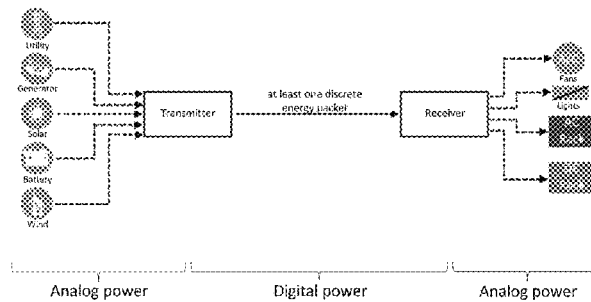 Utility
Generator
Solar
Battery
Wind
Transmitter
at least one discrete
energy packet
Receiver
Fans
Lights
Analog power
Digital power
Analog power